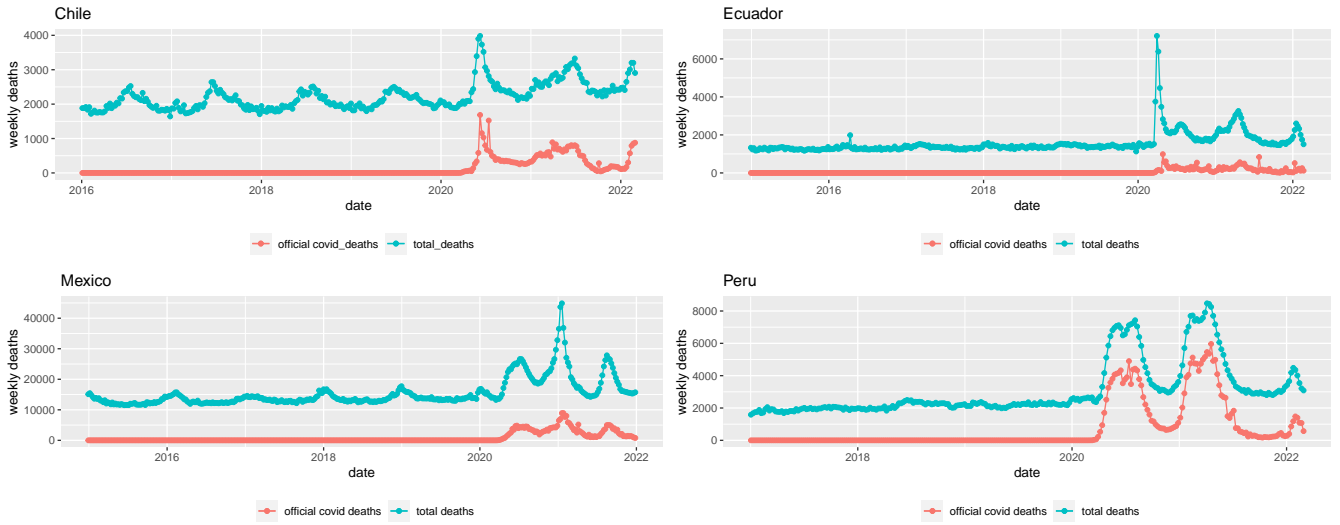 Chile
weekly deaths
4000
3000
2000
1000
0
2016
2018
2020
2022
date
official covid_deaths
total_deaths
Ecuador
weekly deaths
6000
4000
2000
0
2016
2018
2020
2022
date
official covid deaths
total deaths
Mexico
weekly deaths
40000
30000
20000
10000
0
2016
2018
2020
2022
date
official covid deaths
total deaths
Peru
weekly deaths
8000
6000
4000
2000
0
2018
2020
2022
date
official covid deaths
total deaths